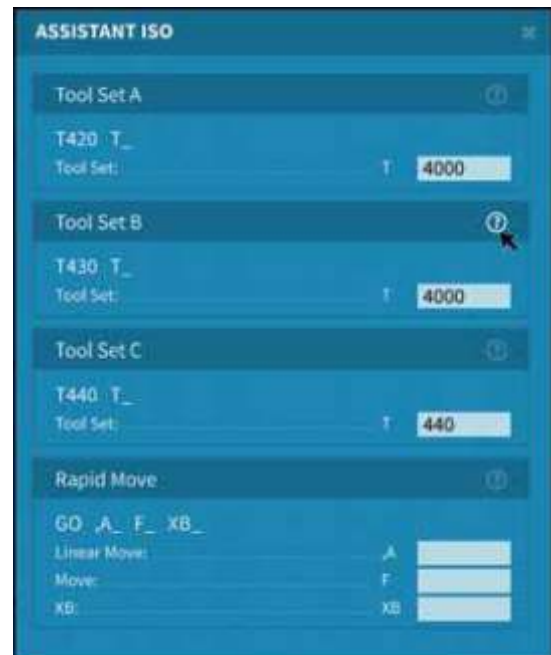 ASSISTANT ISO
Tool Set A
T420 T_
Tool Set: T 4000
Tool Set B
T430 T_
Tool Set: T 4000
Tool Set C
T440 T_
Tool Set: T 440
Rapid Move
GO ,A_ F_ XB_
Linear Move: ,A
Move: F
XB: XB